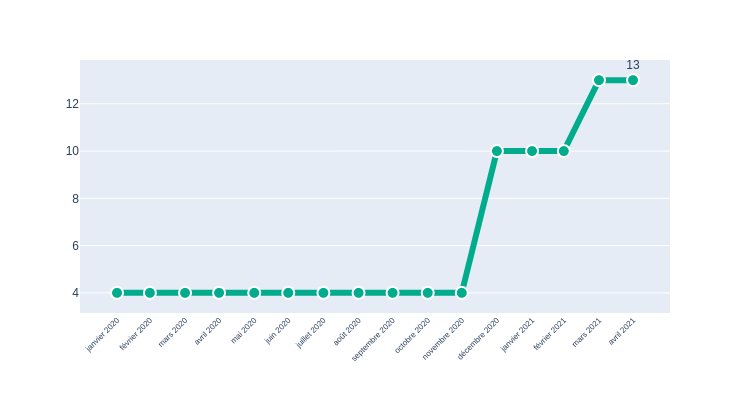 13
12
10
8
6
4
janvier 2020
février 2020
mars 2020
avril 2020
mai 2020
juin 2020
juillet 2020
août 2020
septembre 2020
octobre 2020
novembre 2020
décembre 2020
janvier 2021
février 2021
mars 2021
avril 2021